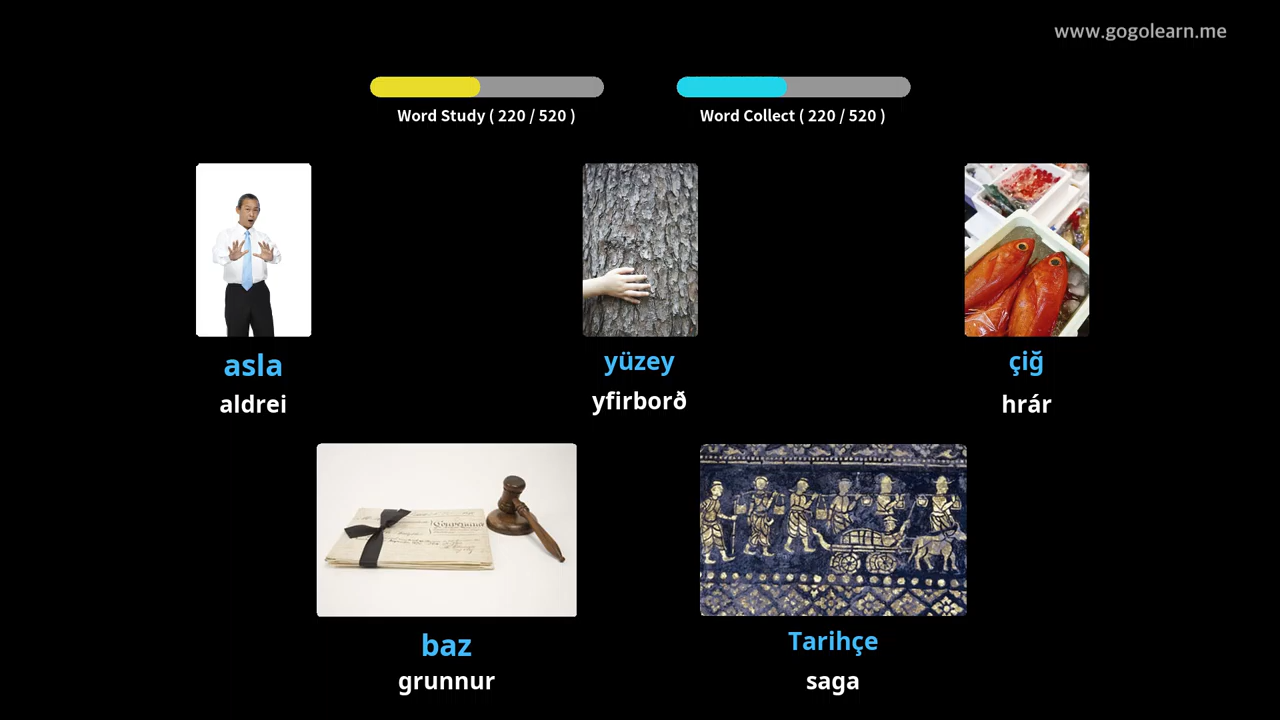 www.gogolearn.me
Word Study ( 220 / 520 )
Word Collect ( 220 / 520 )
asla
aldrei
yüzey
yfirborð
çiğ
hrár
baz
grunnur
Tarihçe
saga